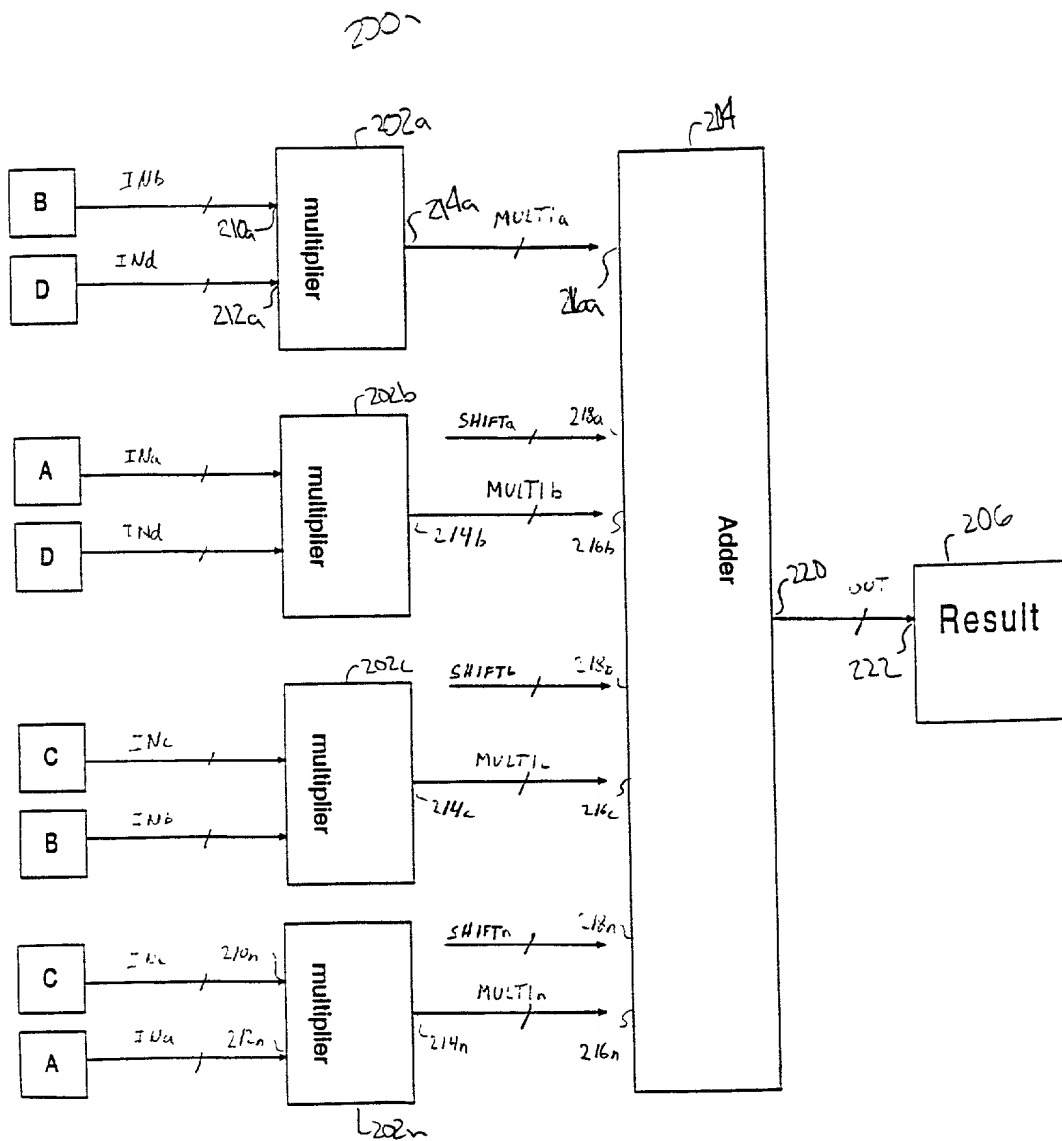 200
202a
214
B
INb
210a
D
INd
212a
multiplier
214a
MULTIa
216a
202b
SHIFTa
218a
A
INa
D
INd
multiplier
MULTIb
214b
216b
Adder
206
220
OUT
222
Result
202c
SHIFTb
C
INc
B
INb
multiplier
MULTIc
214c
216c
SHIFTn
218n
C
INc
210n
A
INa
212n
multiplier
MULTIn
214n
216n
202n